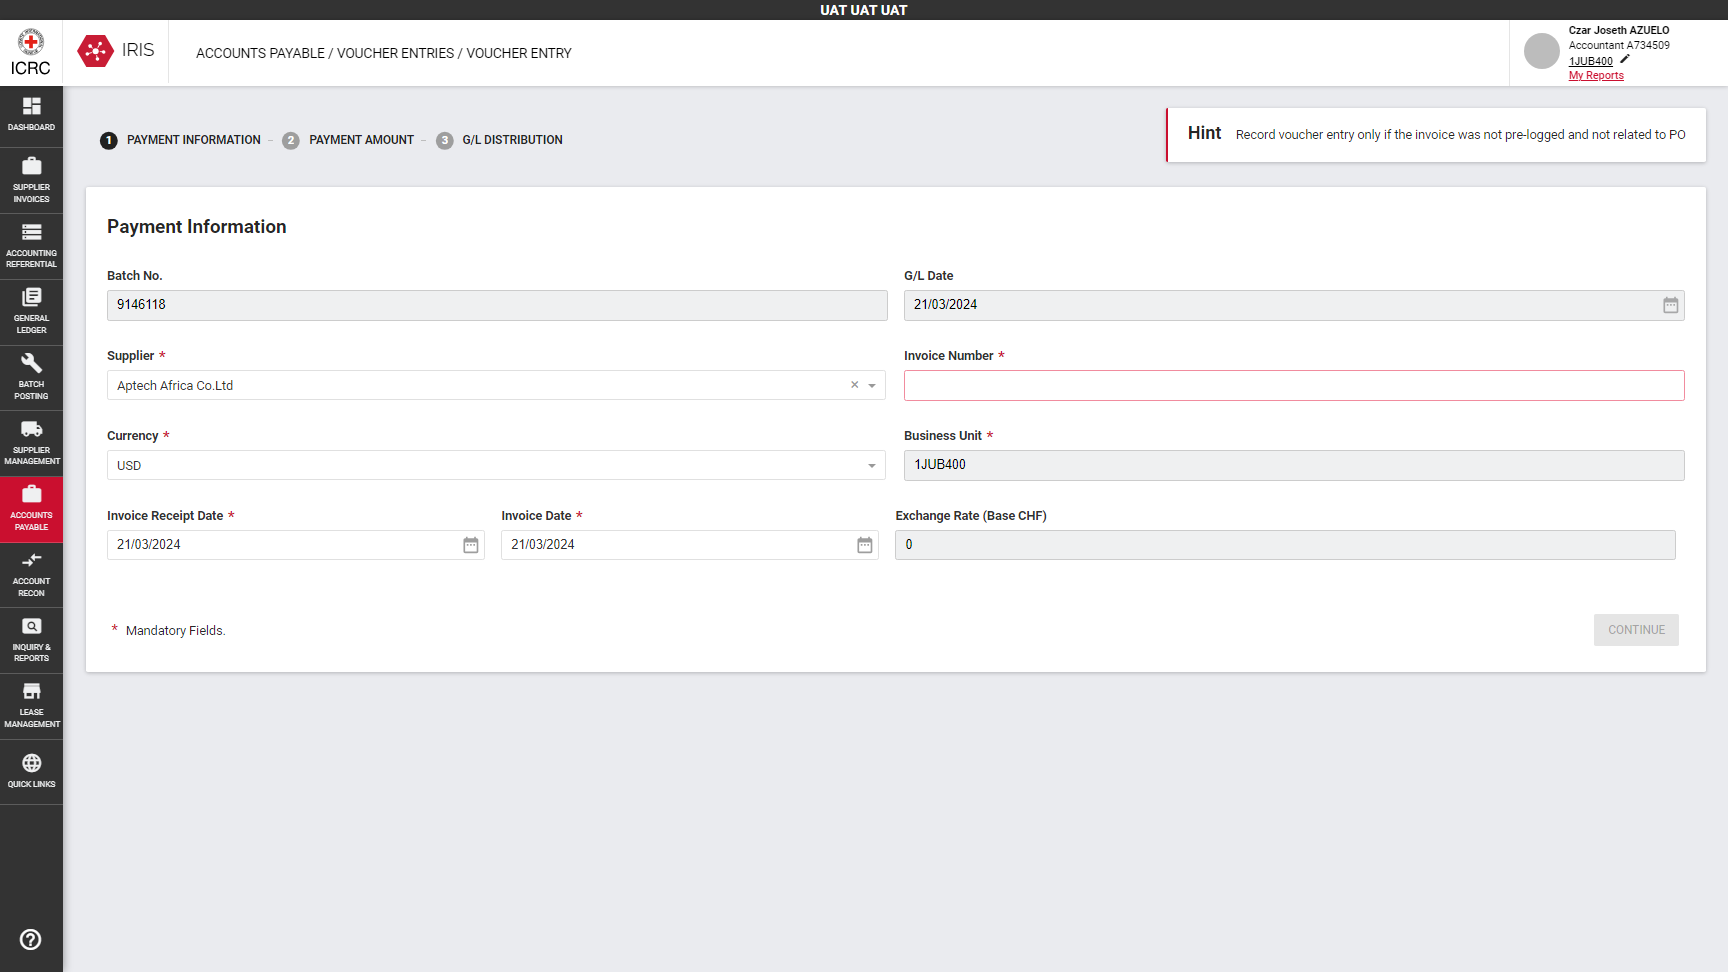 UAT UAT UAT
ICRC
IRIS
ACCOUNTS PAYABLE / VOUCHER ENTRIES / VOUCHER ENTRY
Czar Joseth AZUELO
Accountant A734509
1JUB400
My Reports
DASHBOARD
SUPPLIER
INVOICES
ACCOUNTING
REFERENTIAL
GENERAL
LEDGER
BATCH
POSTING
SUPPLIER
MANAGEMENT
ACCOUNTS
PAYABLE
ACCOUNT
RECON
INQUIRY &
REPORTS
LEASE
MANAGEMENT
QUICK LINKS
1 PAYMENT INFORMATION - 2 PAYMENT AMOUNT - 3 G/L DISTRIBUTION
Hint Record voucher entry only if the invoice was not pre-logged and not related to PO
Payment Information
Batch No.
9146118
G/L Date
21/03/2024
Supplier *
Aptech Africa Co.Ltd
Invoice Number *
Currency *
USD
Business Unit *
1JUB400
Invoice Receipt Date *
21/03/2024
Invoice Date *
21/03/2024
Exchange Rate (Base CHF)
0
* Mandatory Fields.
CONTINUE